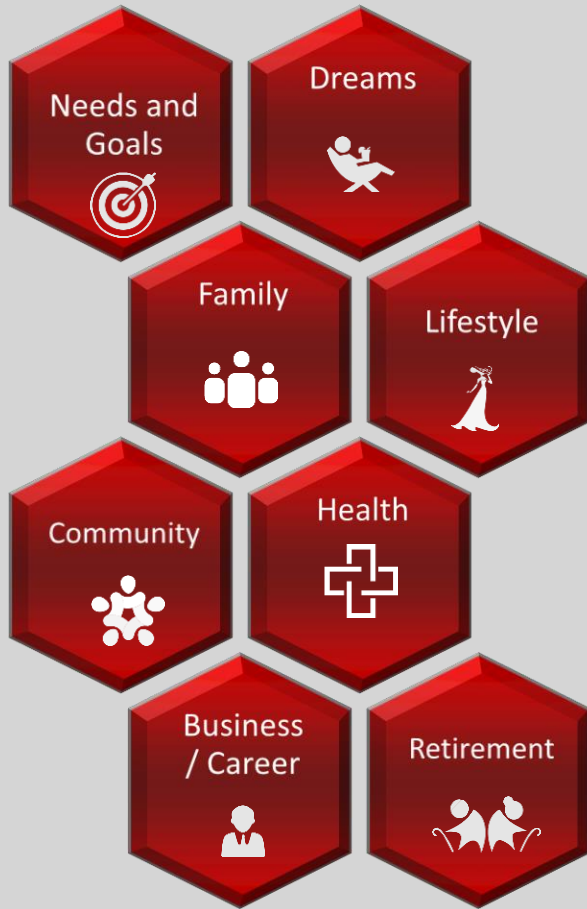 Needs and
Goals
Dreams
Family
Lifestyle
Community
Health
Business
/ Career
Retirement